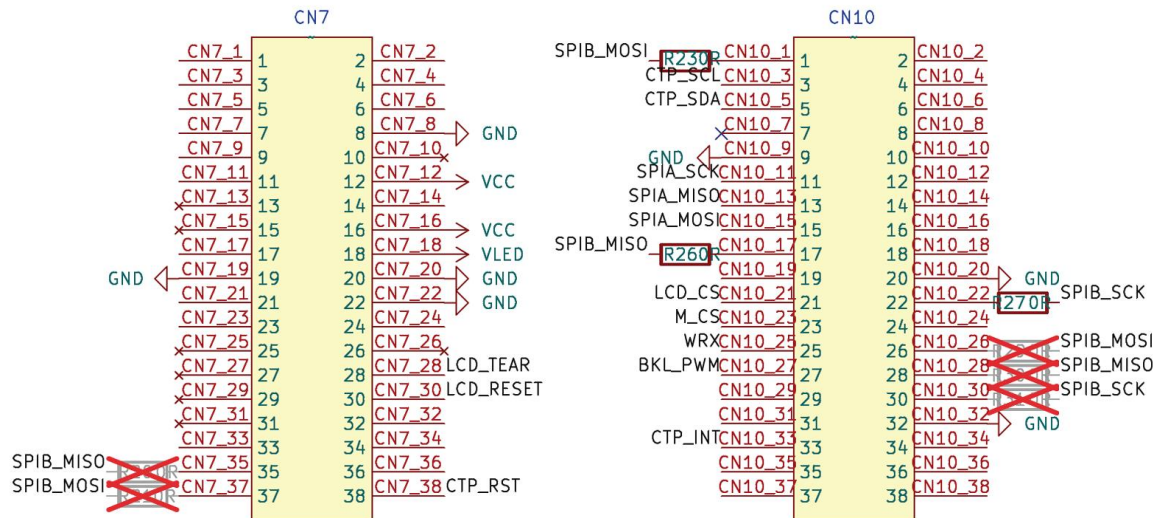 CN7
CN7_1 1 2 CN7_2
CN7_3 3 4 CN7_4
CN7_5 5 6 CN7_6
CN7_7 7 8 CN7_8 GND
CN7_9 9 10 CN7_10
CN7_11 11 12 CN7_12 VCC
CN7_13 13 14 CN7_14
CN7_15 15 16 CN7_16 VCC
CN7_17 17 18 CN7_18 VLED
GND CN7_19 19 20 CN7_20 GND
CN7_21 21 22 CN7_22 GND
CN7_23 23 24 CN7_24
CN7_25 25 26 CN7_26
CN7_27 27 28 CN7_28 LCD_TEAR
CN7_29 29 30 CN7_30 LCD_RESET
CN7_31 31 32 CN7_32
CN7_33 33 34 CN7_34
SPIB_MISO CN7_35 35 36 CN7_36
SPIB_MOSI CN7_37 37 38 CN7_38 CTP_RST
CN10
SPIB_MOSI R230R CN10_1 1 2 CN10_2
CTP_SCL CN10_3 3 4 CN10_4
CTP_SDA CN10_5 5 6 CN10_6
CN10_7 7 8 CN10_8
GND CN10_9 9 10 CN10_10
SPIA_SCK CN10_11 11 12 CN10_12
SPIA_MISO CN10_13 13 14 CN10_14
SPIA_MOSI CN10_15 15 16 CN10_16
SPIB_MISO R260R CN10_17 17 18 CN10_18
CN10_19 19 20 CN10_20 GND
LCD_CS CN10_21 21 22 CN10_22 R270R SPIB_SCK
M_CS CN10_23 23 24 CN10_24
WRX CN10_25 25 26 CN10_26 SPIB_MOSI
BKL_PWM CN10_27 27 28 CN10_28 SPIB_MISO
CN10_29 29 30 CN10_30 SPIB_SCK
CN10_31 31 32 CN10_32 GND
CTP_INT CN10_33 33 34 CN10_34
CN10_35 35 36 CN10_36
CN10_37 37 38 CN10_38